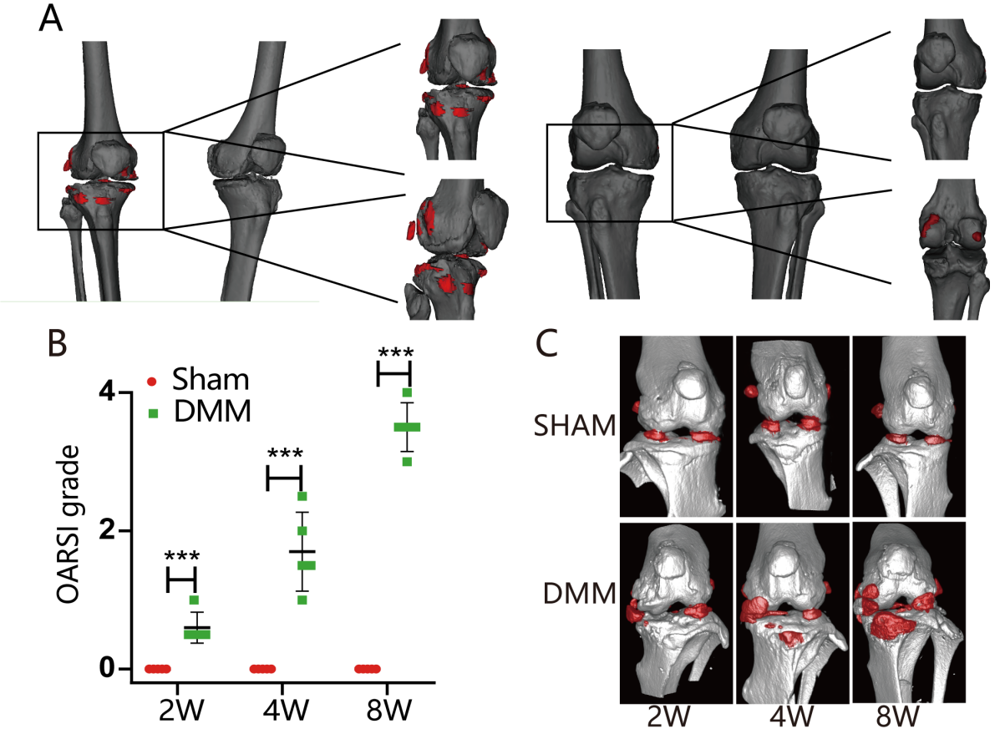 A
B
OARSI grade
4
2
0
Sham
DMM
***
***
***
2W
4W
8W
C
SHAM
DMM
2W
4W
8W